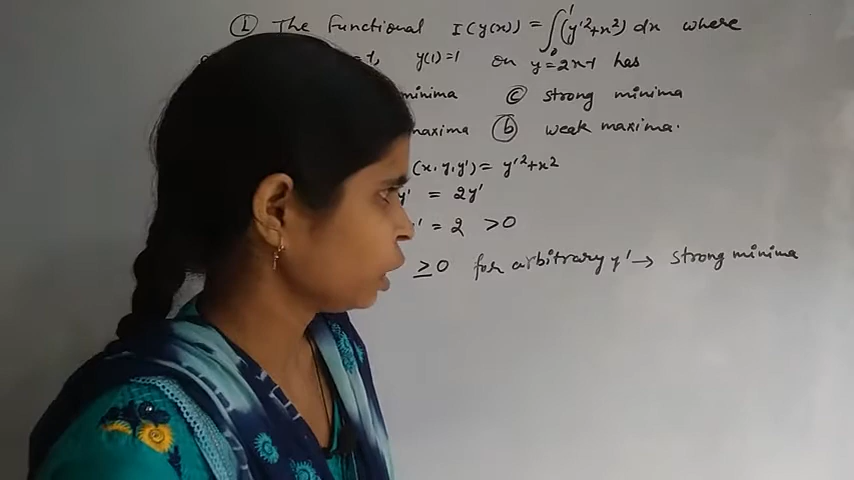 ① The functional I(y(x)) = ∫₀¹ (y'²+x²) dx where
=-1, y(1)=1 on y=2x-1 has
minima ⓒ strong minima
maxima ⓑ weak maxima.
(x,y,y') = y'²+x²
y' = 2y'
' = 2 >0
≥0 for arbitrary y' → strong minima